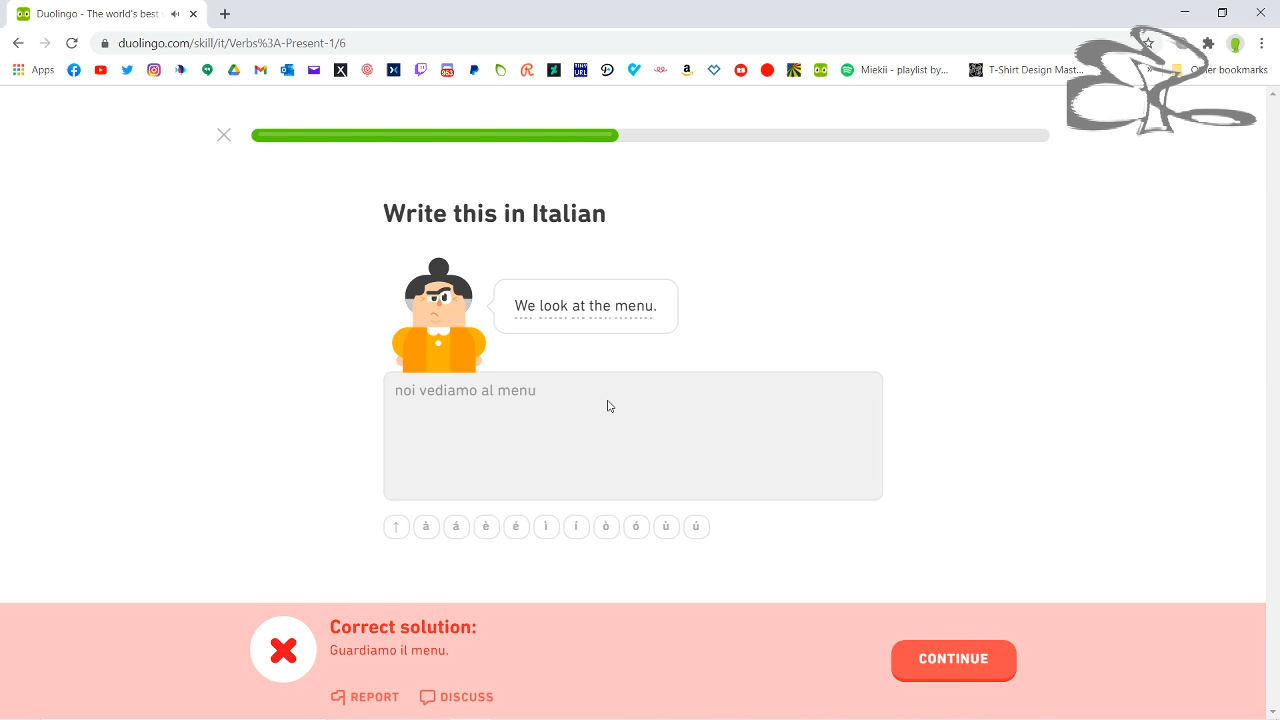 Duolingo - The world's best
duolingo.com/skill/it/Verbs%3A-Present-1/6
Apps
Miekii - playlist by...
T-Shirt Design Mast...
»
Other bookmarks
Write this in Italian
We look at the menu.
noi vediamo al menu
↑ à á è é ì í ò ó ù ú
Correct solution:
Guardiamo il menu.
CONTINUE
REPORT
DISCUSS